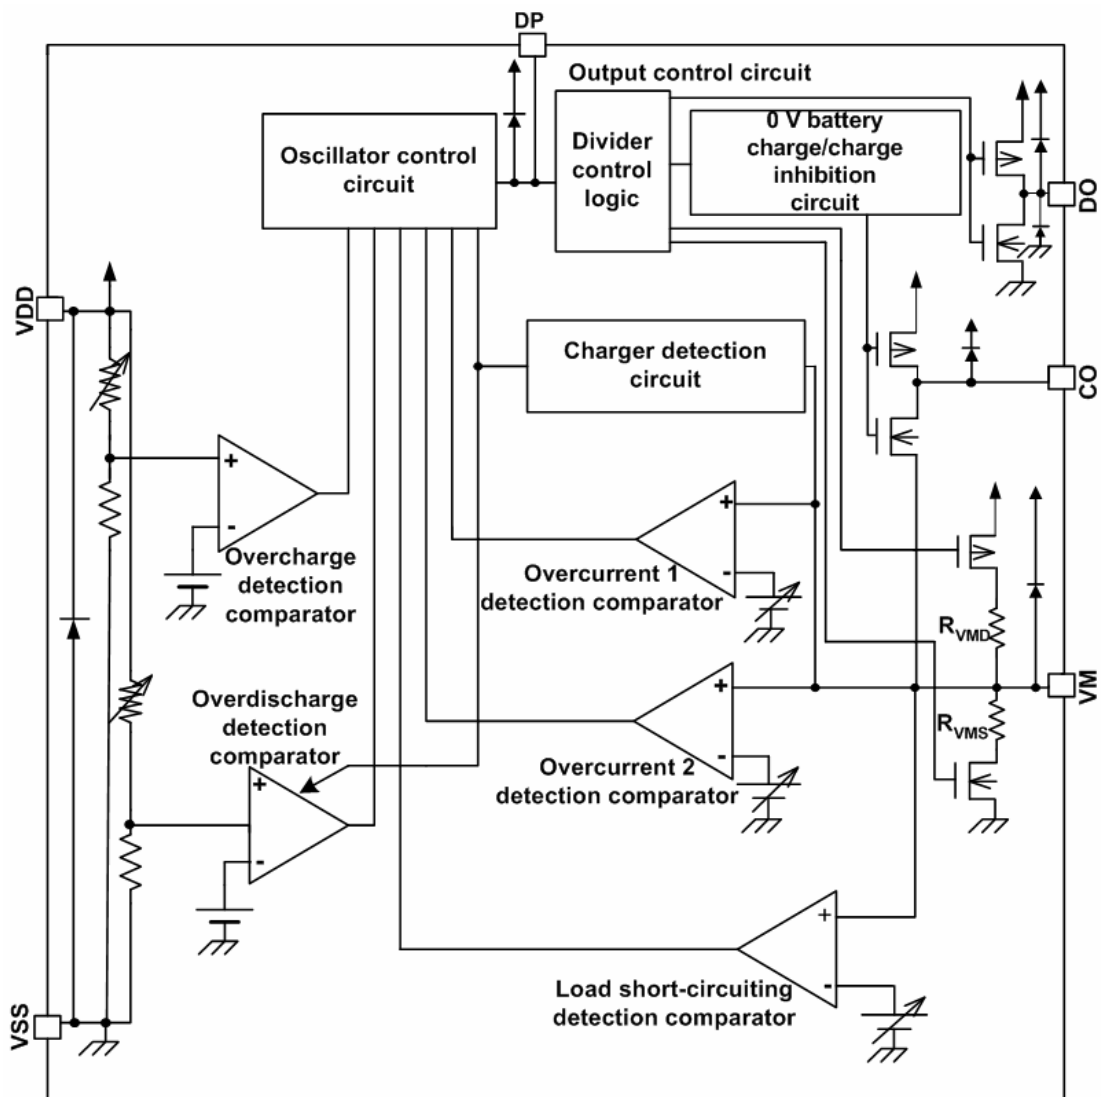 DP
Output control circuit
Oscillator control
circuit
Divider
control
logic
0 V battery
charge/charge
inhibition
circuit
DO
VDD
Charger detection
circuit
CO
+
-
Overcharge
detection
comparator
+
-
Overcurrent 1
detection comparator
RVMD
Overdischarge
detection
comparator
+
-
+
-
Overcurrent 2
detection comparator
VM
RVMS
+
-
Load short-circuiting
detection comparator
VSS